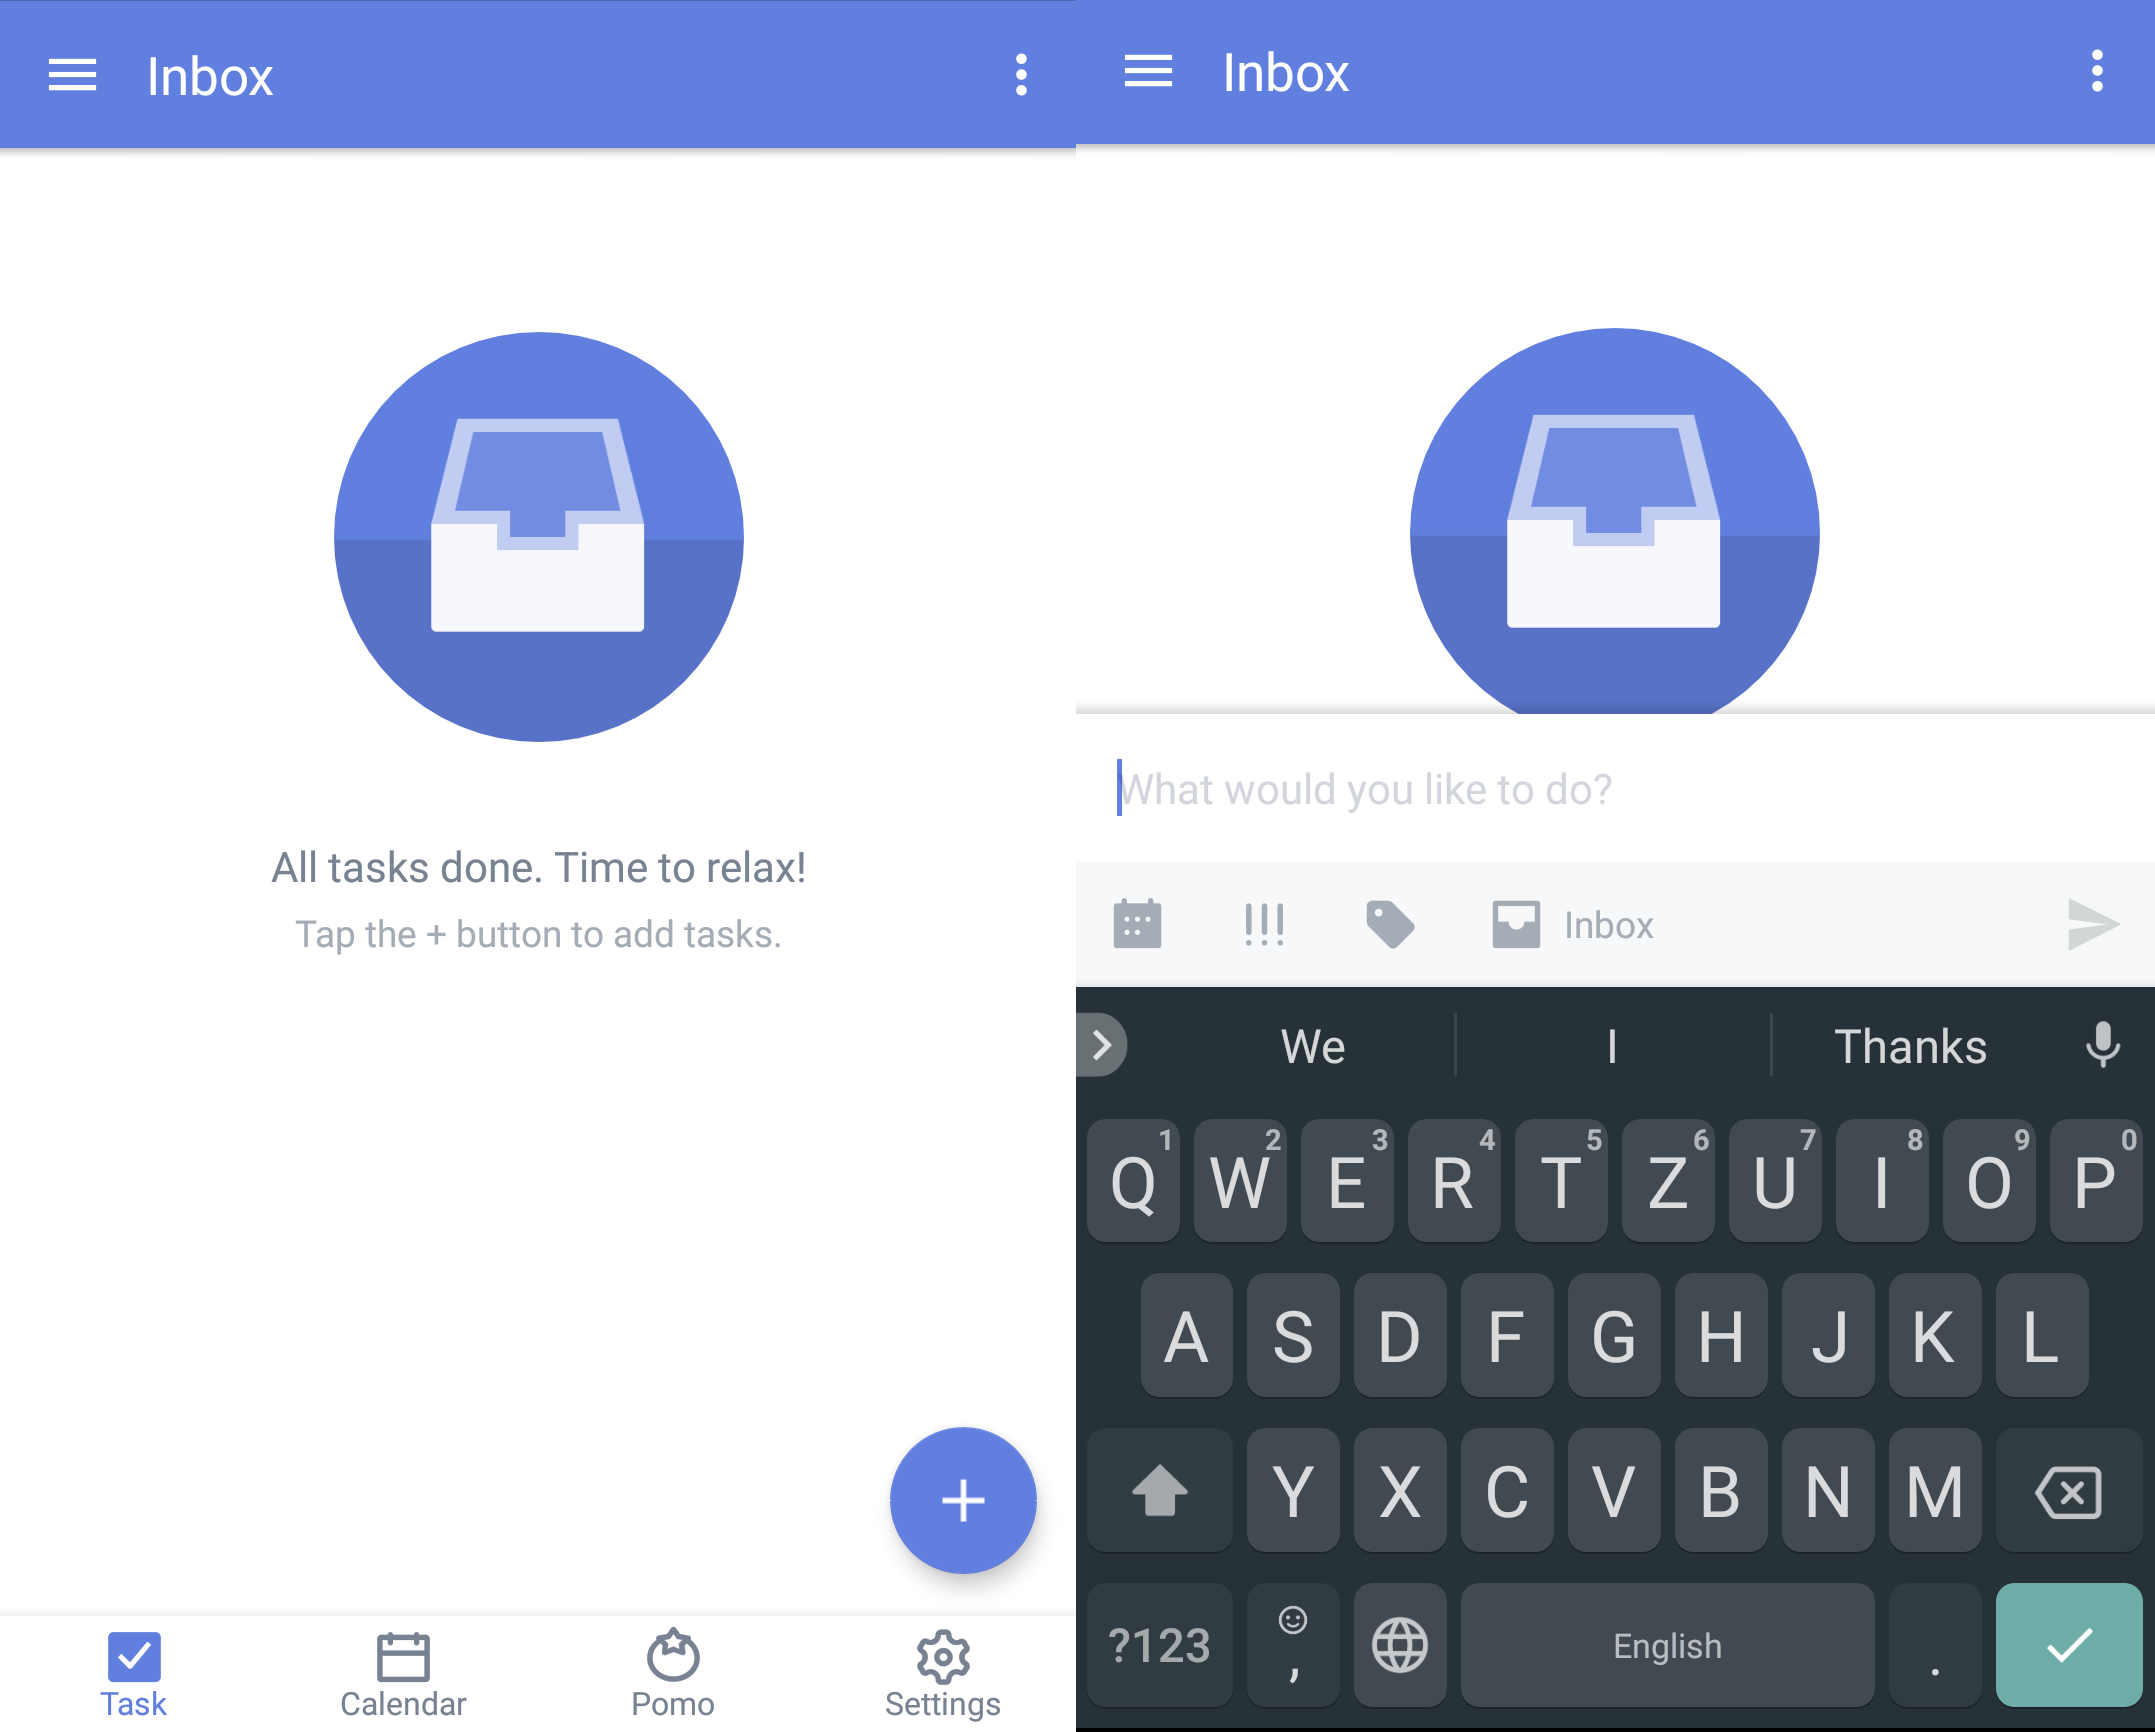 Inbox
All tasks done. Time to relax!
Tap the + button to add tasks.
Task Calendar Pomo Settings
Inbox
What would you like to do?
Inbox
We I Thanks
1 2 3 4 5 6 7 8 9 0
Q W E R T Z U I O P
A S D F G H J K L
Y X C V B N M
?123 , English .